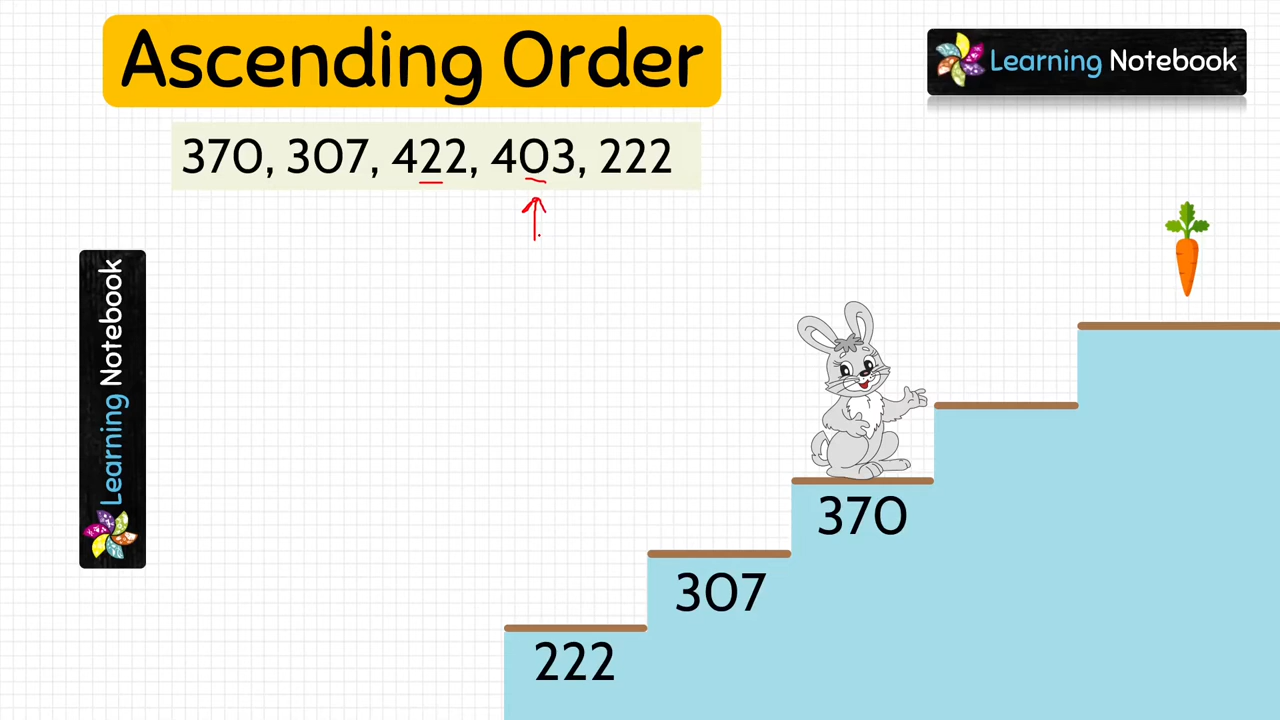 Ascending Order
Learning Notebook
370, 307, 422, 403, 222
Learning Notebook
370
307
222